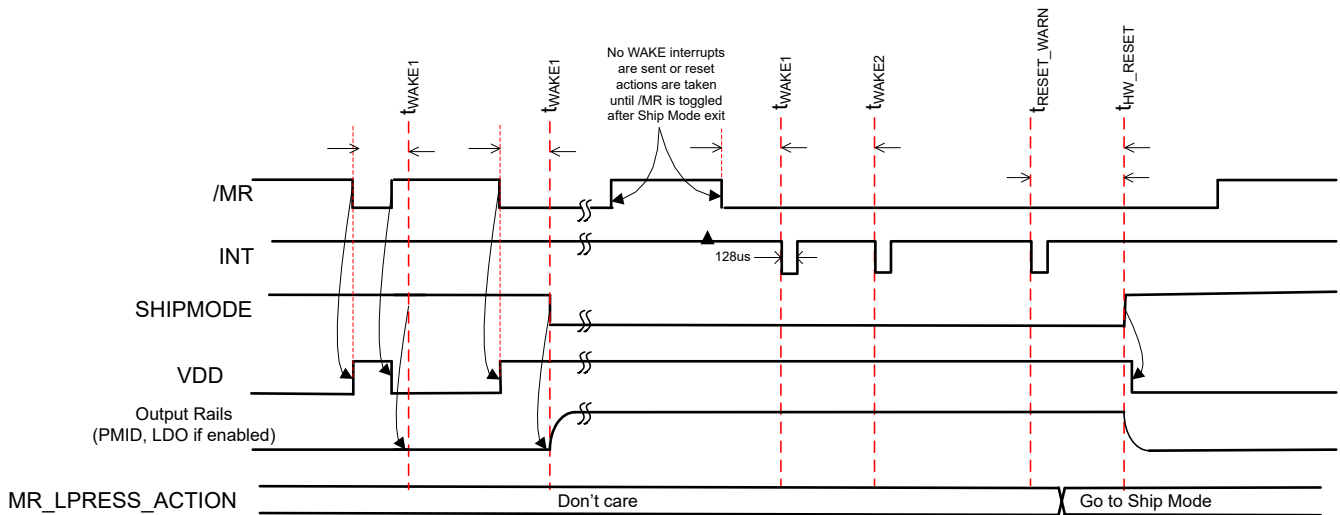 No WAKE interrupts
are sent or reset
actions are taken
until /MR is toggled
after Ship Mode exit
tWAKE1
tWAKE1
tWAKE1
tWAKE2
tRESET_WARN
tHW_RESET
/MR
INT
128us
SHIPMODE
VDD
Output Rails
(PMID, LDO if enabled)
MR_LPRESS_ACTION
Don't care
Go to Ship Mode